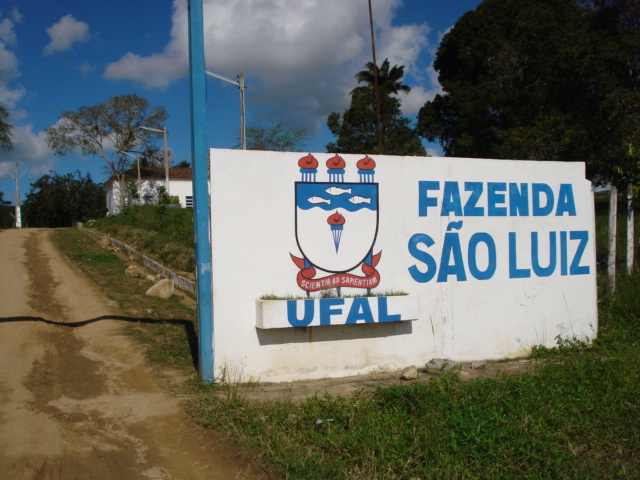 SCIENTIA AD SAPIENTIAM
UFAL
FAZENDA
SÃO LUIZ